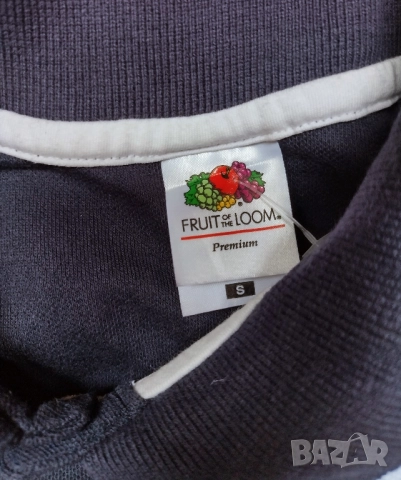 FRUIT OF THE LOOM®
Premium
S
BAZAR